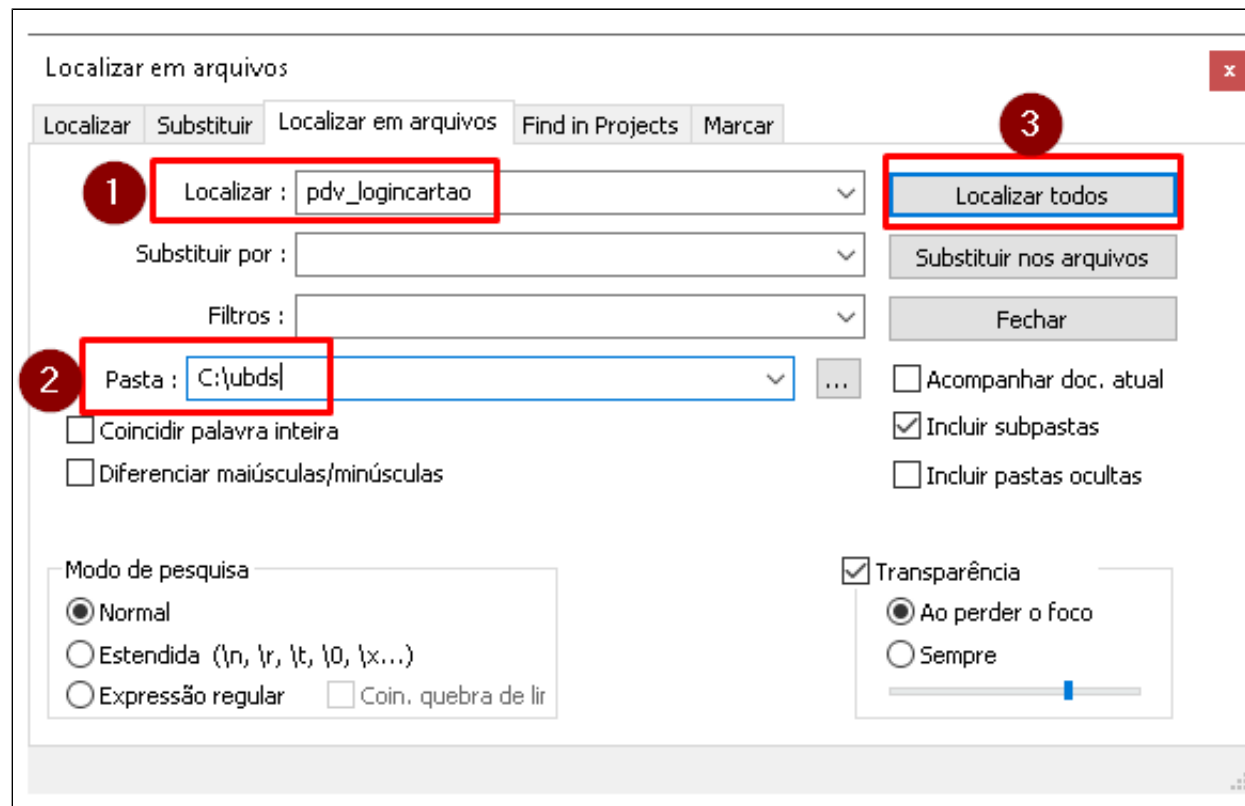 Localizar em arquivos
x
Localizar Substituir Localizar em arquivos Find in Projects Marcar
3
1 Localizar : pdv_logincartao Localizar todos
Substituir por : Substituir nos arquivos
Filtros : Fechar
2 Pasta : C:\ubds ... Acompanhar doc. atual
Coincidir palavra inteira Incluir subpastas
Diferenciar maiúsculas/minúsculas Incluir pastas ocultas
Modo de pesquisa Transparência
Normal Ao perder o foco
Estendida (\n, \r, \t, \0, \x...) Sempre
Expressão regular Coin. quebra de lir